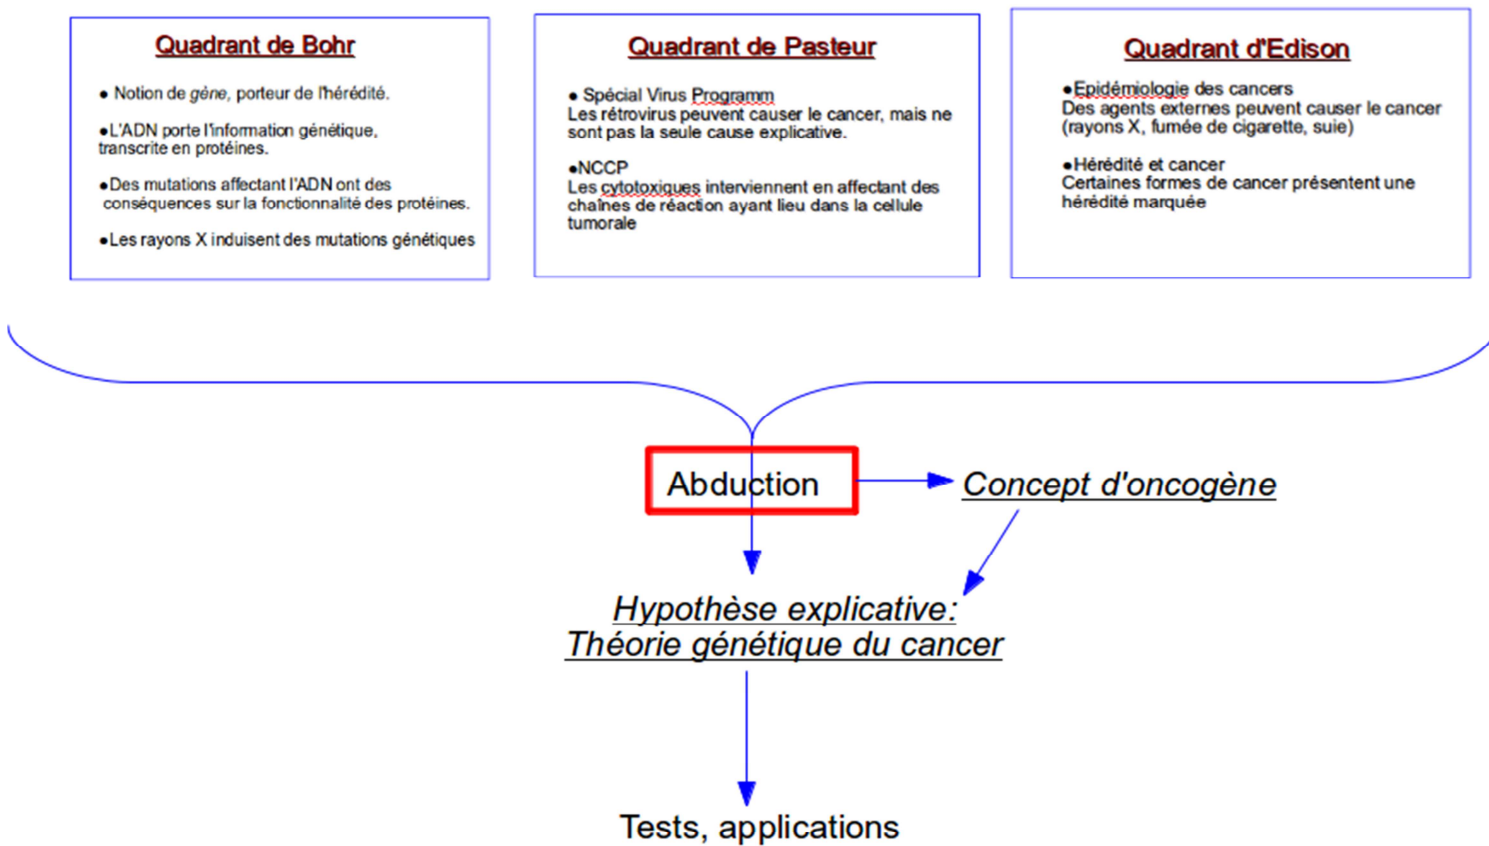 Quadrant de Bohr
● Notion de gène, porteur de l'hérédité.
●L'ADN porte l'information génétique,
transcrite en protéines.
●Des mutations affectant l'ADN ont des
conséquences sur la fonctionnalité des protéines.
●Les rayons X induisent des mutations génétiques
Quadrant de Pasteur
● Spécial Virus Programm
Les rétrovirus peuvent causer le cancer, mais ne
sont pas la seule cause explicative.
●NCCP
Les cytotoxiques interviennent en affectant des
chaînes de réaction ayant lieu dans la cellule
tumorale
Quadrant d'Edison
●Epidémiologie des cancers
Des agents externes peuvent causer le cancer
(rayons X, fumée de cigarette, suie)
●Hérédité et cancer
Certaines formes de cancer présentent une
hérédité marquée
Abduction
Concept d'oncogène
Hypothèse explicative:
Théorie génétique du cancer
Tests, applications